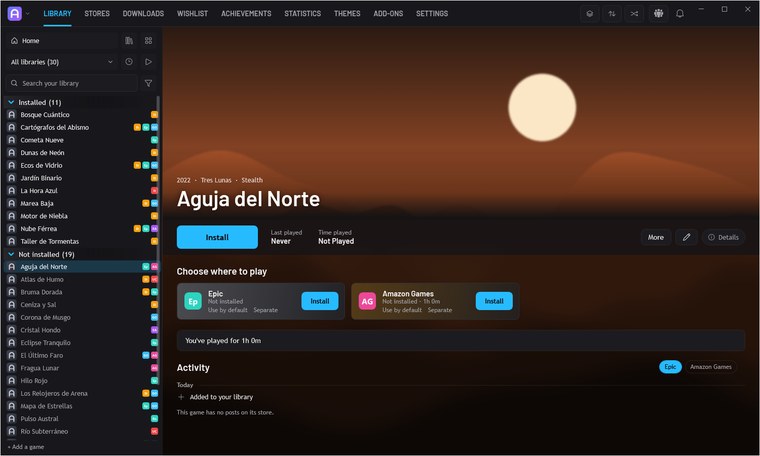 LIBRARY STORES DOWNLOADS WISHLIST ACHIEVEMENTS STATISTICS THEMES ADD-ONS SETTINGS
Home
All libraries (30)
Search your library
Installed (11)
Bosque Cuántico
Cartógrafos del Abismo
Cometa Nueve
Dunas de Neón
Ecos de Vidrio
Jardín Binario
La Hora Azul
Marea Baja
Motor de Niebla
Nube Férrea
Taller de Tormentas
Not installed (19)
Aguja del Norte
Atlas de Humo
Bruma Dorada
Ceniza y Sal
Corona de Musgo
Cristal Hondo
Eclipse Tranquilo
El Último Faro
Fragua Lunar
Hilo Rojo
Los Relojeros de Arena
Mapa de Estrellas
Pulso Austral
Río Subterráneo
+ Add a game
2022 · Tres Lunas · Stealth
Aguja del Norte
Install
Last played
Never
Time played
Not Played
More
Details
Choose where to play
Ep
Epic
Not installed
Use by default Separate
Install
AG
Amazon Games
Not installed · 1h 0m
Use by default Separate
Install
You've played for 1h 0m
Activity
Epic Amazon Games
Today
Added to your library
This game has no posts on its store.